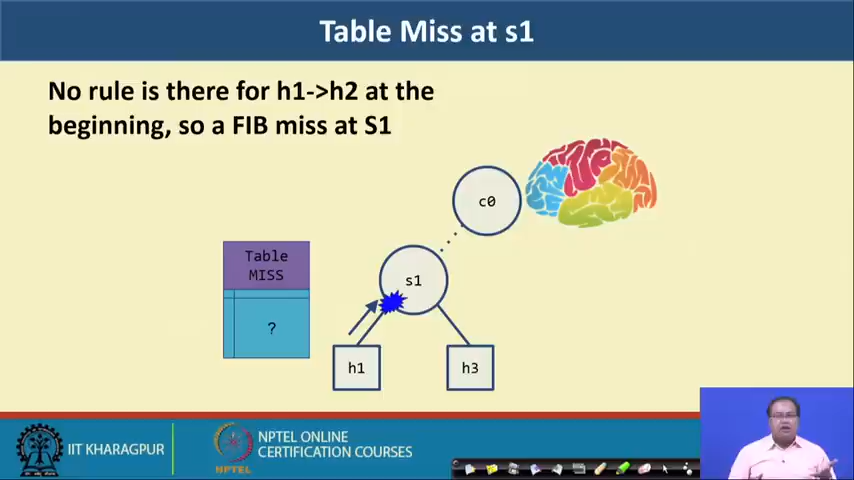 Table Miss at s1
No rule is there for h1->h2 at the
beginning, so a FIB miss at S1
c0
Table
MISS
s1
?
h1
h3
IIT KHARAGPUR
NPTEL
NPTEL ONLINE
CERTIFICATION COURSES